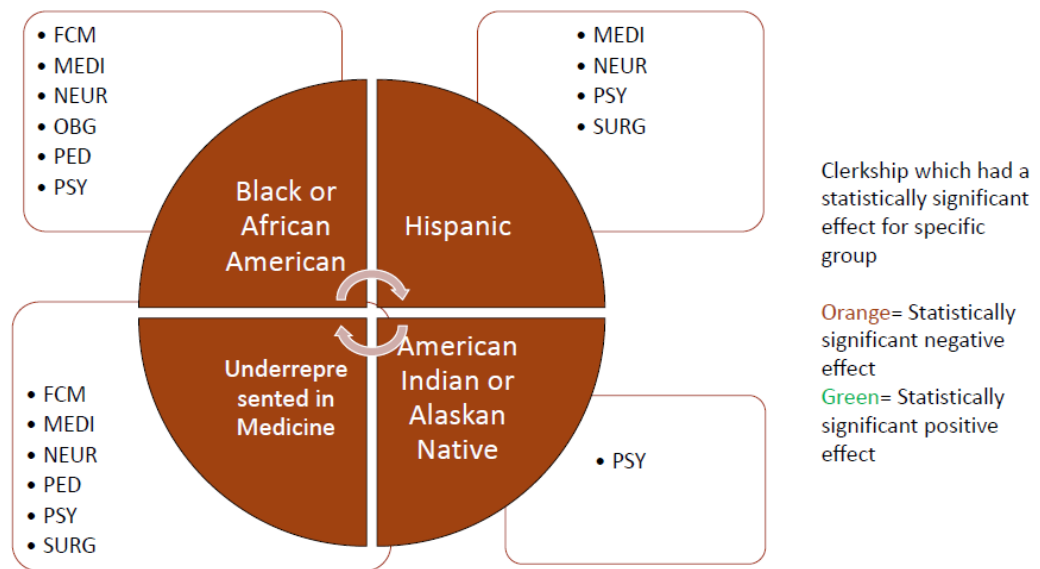 • FCM
• MEDI
• NEUR
• OBG
• PED
• PSY
• MEDI
• NEUR
• PSY
• SURG
Black or
African
American
Hispanic
Underrepre
sented in
Medicine
American
Indian or
Alaskan
Native
• FCM
• MEDI
• NEUR
• PED
• PSY
• SURG
• PSY
Clerkship which had a
statistically significant
effect for specific
group
Orange= Statistically
significant negative
effect
Green= Statistically
significant positive
effect